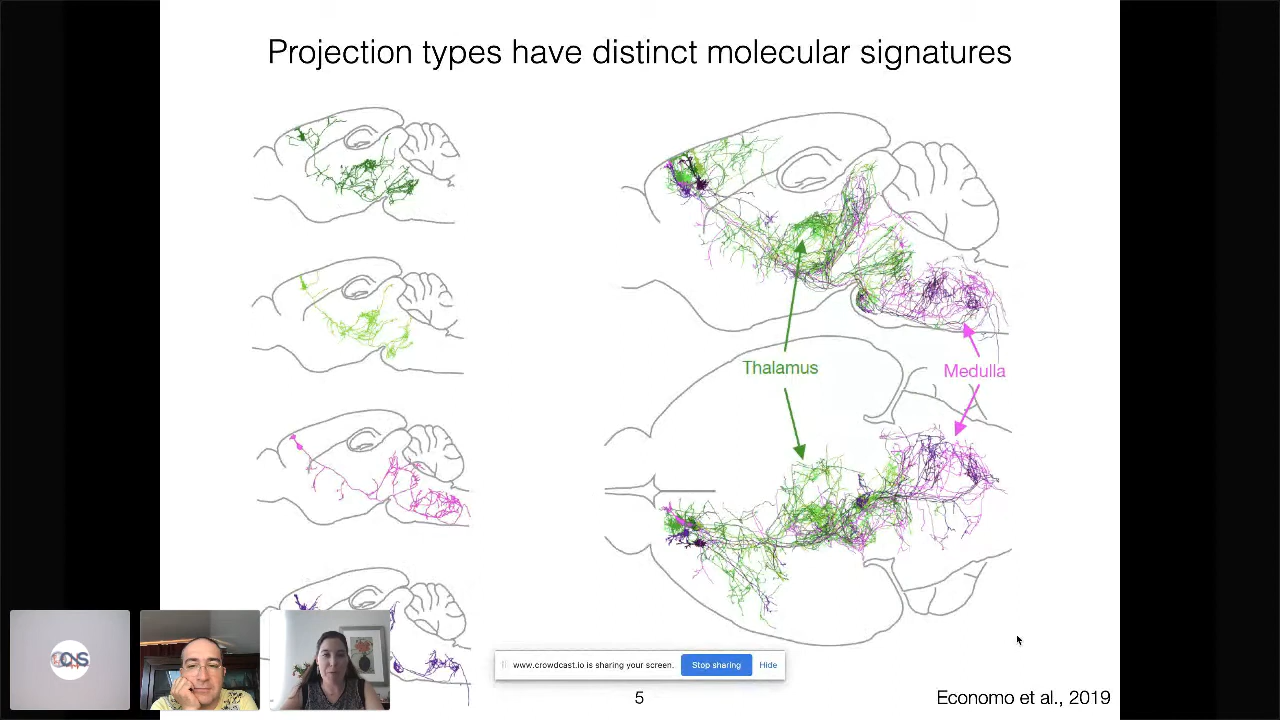 Projection types have distinct molecular signatures
Thalamus
Medulla
www.crowdcast.io is sharing your screen.
Stop sharing
Hide
5
Economo et al., 2019